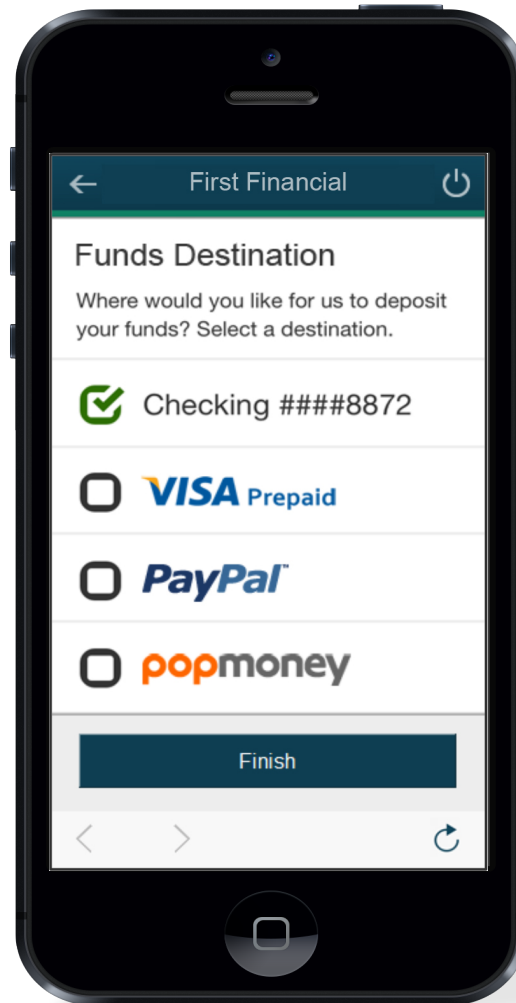 First Financial
Funds Destination
Where would you like for us to deposit
your funds? Select a destination.
Checking ####8872
VISA Prepaid
PayPal™
popmoney
Finish